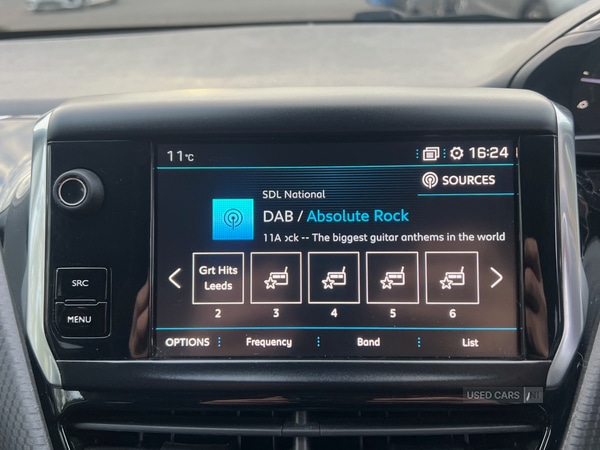 11°C
16:24
SOURCES
SDL National
DAB / Absolute Rock
11A ock -- The biggest guitar anthems in the world
SRC
MENU
Grt Hits
Leeds
2 3 4 5 6
OPTIONS Frequency Band List
USED CARS NI